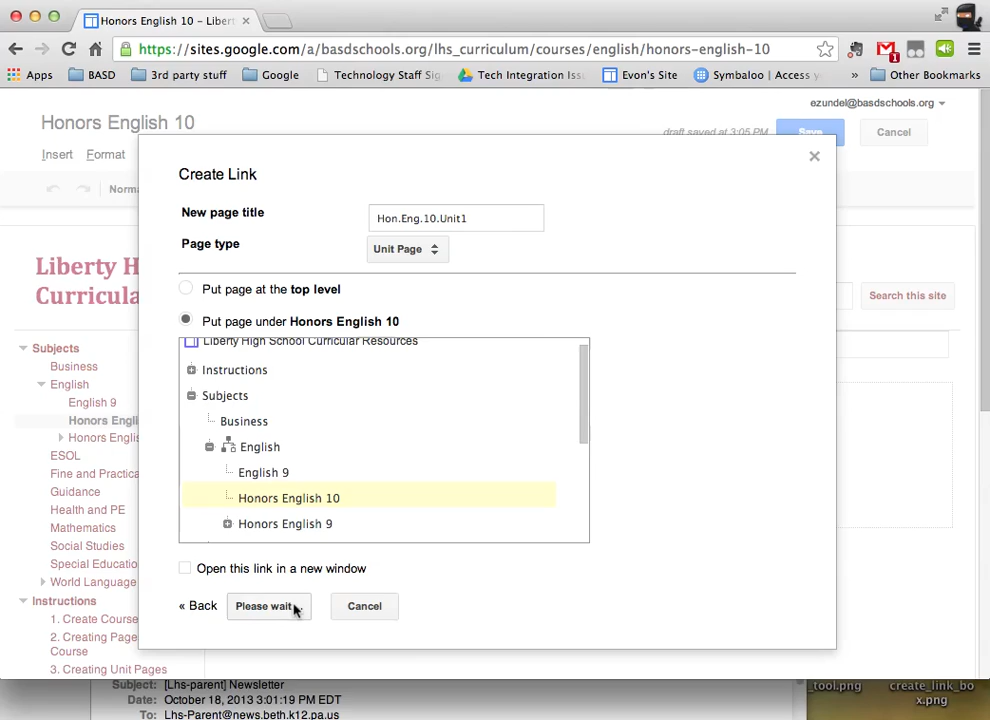 Honors English 10 – Libert
https://sites.google.com/a/basdschools.org/lhs_curriculum/courses/english/honors-english-10
Apps BASD 3rd party stuff Google Technology Staff Sig Tech Integration Iss Evon's Site Symbaloo | Access y » Other Bookmarks
1
ezundel@basdschools.org
Honors English 10
draft saved at 3:05 PM Save Cancel
Insert Format
Norma
Liberty H
Curricula
Search this site
Subjects
Business
English
English 9
Honors Engli
Honors Englis
ESOL
Fine and Practica
Guidance
Health and PE
Mathematics
Social Studies
Special Educatio
World Language
Instructions
1. Create Course
2. Creating Page
Course
3. Creating Unit Pages
Create Link
New page title Hon.Eng.10.Unit1
Page type Unit Page
Put page at the top level
Put page under Honors English 10
Liberty High School Curricular Resources
Instructions
Subjects
Business
English
English 9
Honors English 10
Honors English 9
Open this link in a new window
« Back Please wait... Cancel
Subject: [Lhs-parent] Newsletter
Date: October 18, 2013 3:01:19 PM EDT
To: Lhs-Parent@news.beth.k12.pa.us
_tool.png
create_link_bo
x.png